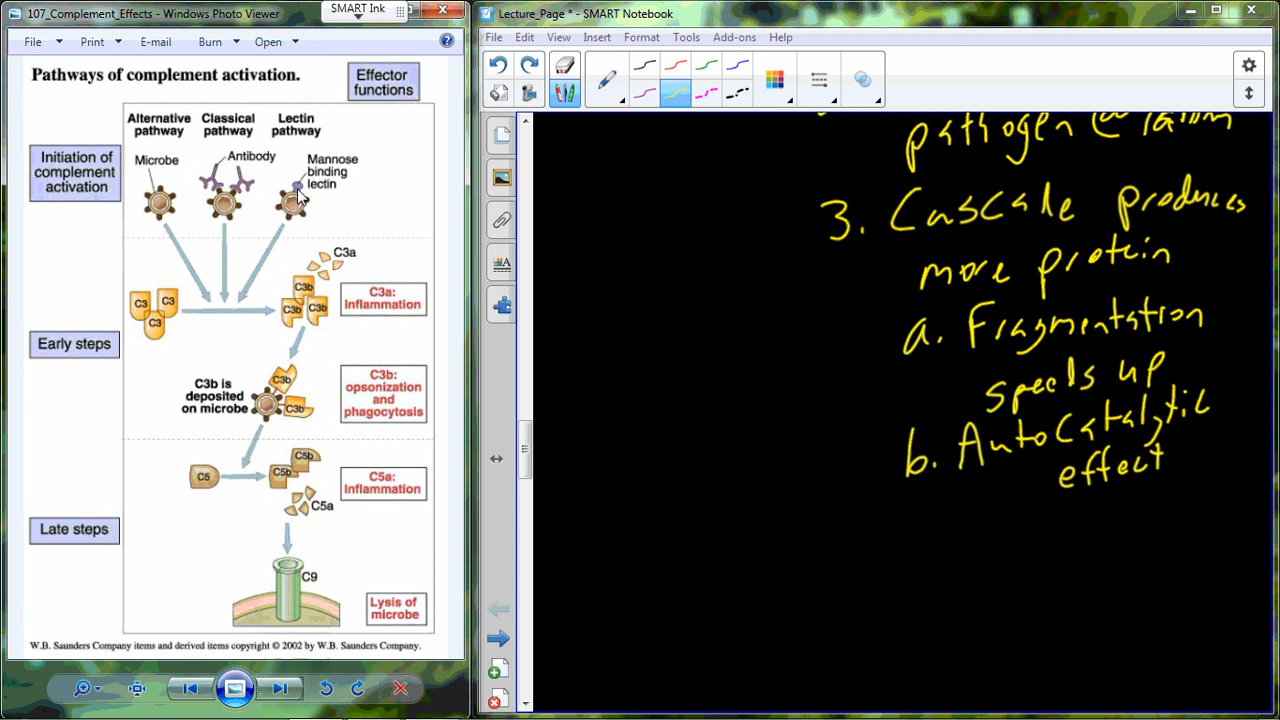 107_Complement_Effects - Windows Photo Viewer
SMART Ink
File
Print
E-mail
Burn
Open
Pathways of complement activation.
Effector
functions
Alternative
pathway
Classical
pathway
Lectin
pathway
Initiation of
complement
activation
Microbe
Antibody
Mannose
binding
lectin
C3a
C3
C3
C3
C3b
C3b
C3b
C3a:
Inflammation
Early steps
C3b is
deposited
on microbe
C3b
C3b
C3b:
opsonization
and
phagocytosis
C5
C5b
C5b
C5a
C5a:
Inflammation
Late steps
C9
Lysis of
microbe
W.B. Saunders Company items and derived items copyright © 2002 by W.B. Saunders Company.
Lecture_Page * - SMART Notebook
File Edit View Insert Format Tools Add-ons Help
pathogen
3. Cascade produces
more protein
a. Fragmentation
speeds up
b. AutoCatalytic
effect